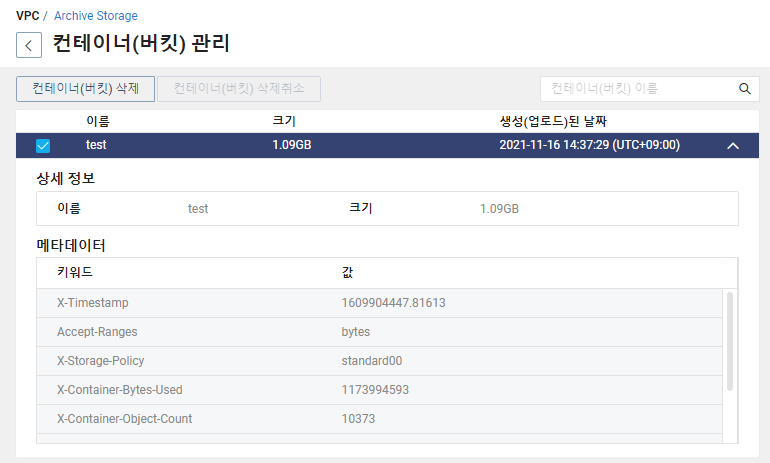 VPC / Archive Storage
컨테이너(버킷) 관리
컨테이너(버킷) 삭제 컨테이너(버킷) 삭제취소 컨테이너(버킷) 이름
이름 크기 생성(업로드)된 날짜
test 1.09GB 2021-11-16 14:37:29 (UTC+09:00)
상세 정보
이름 test 크기 1.09GB
메타데이터
키워드 값
X-Timestamp 1609904447.81613
Accept-Ranges bytes
X-Storage-Policy standard00
X-Container-Bytes-Used 1173994593
X-Container-Object-Count 10373